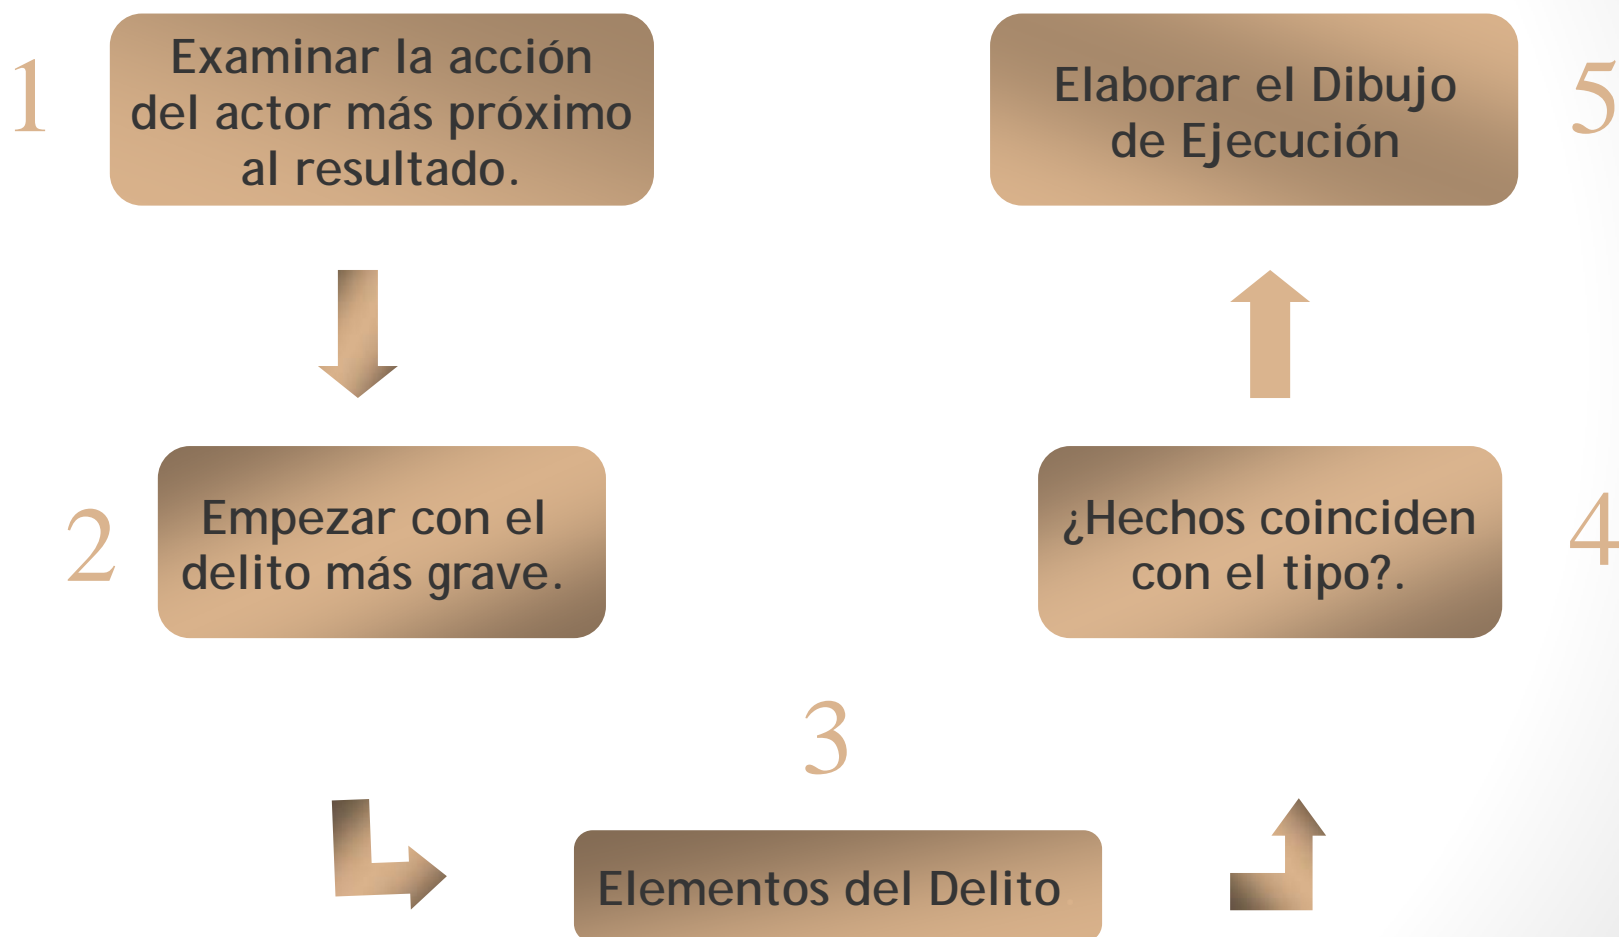 1
Examinar la acción
del actor más próximo
al resultado.
2
Empezar con el
delito más grave.
3
Elementos del Delito
4
¿Hechos coinciden
con el tipo?.
5
Elaborar el Dibujo
de Ejecución